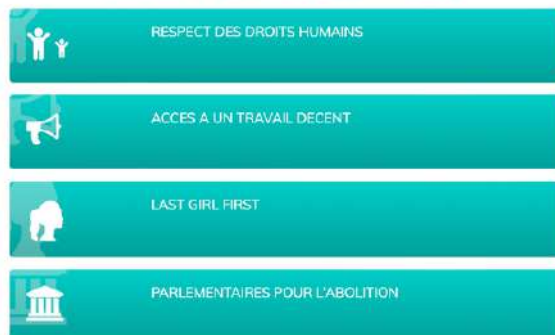 RESPECT DES DROITS HUMAINS
ACCES A UN TRAVAIL DECENT
LAST GIRL FIRST
PARLEMENTAIRES POUR L'ABOLITION